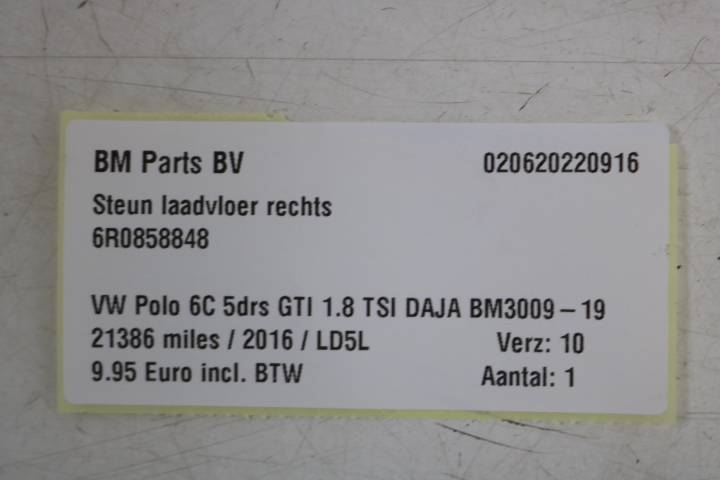 BM Parts BV 020620220916
Steun laadvloer rechts
6R0858848
VW Polo 6C 5drs GTI 1.8 TSI DAJA BM3009 – 19
21386 miles / 2016 / LD5L Verz: 10
9.95 Euro incl. BTW Aantal: 1